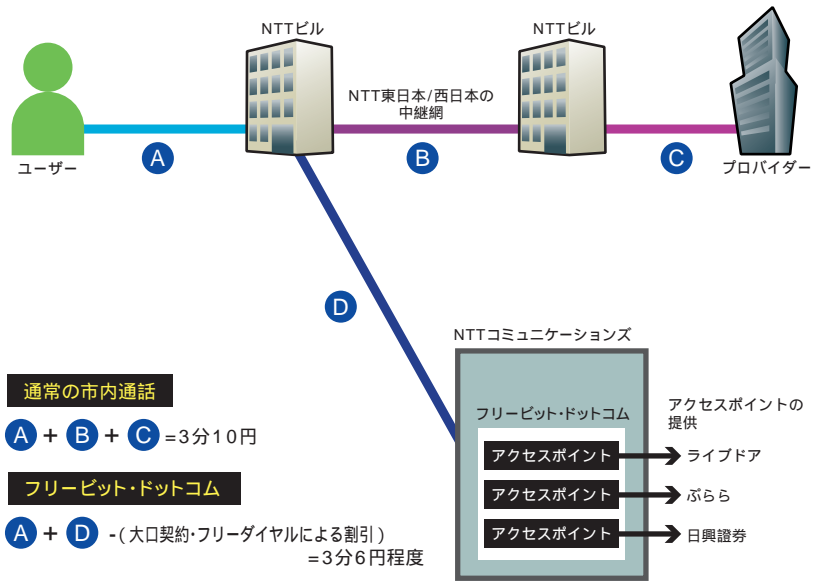 NTTビル
NTTビル
NTT東日本/西日本の
中継網
A
B
C
ユーザー
プロバイダー
D
NTTコミュニケーションズ
通常の市内通話
A + B + C =3分10円
フリービット・ドットコム
A + D -(大口契約・フリーダイヤルによる割引)
=3分6円程度
フリービット・ドットコム
アクセスポイントの
提供
アクセスポイント
ライブドア
アクセスポイント
ぷらら
アクセスポイント
日興證券